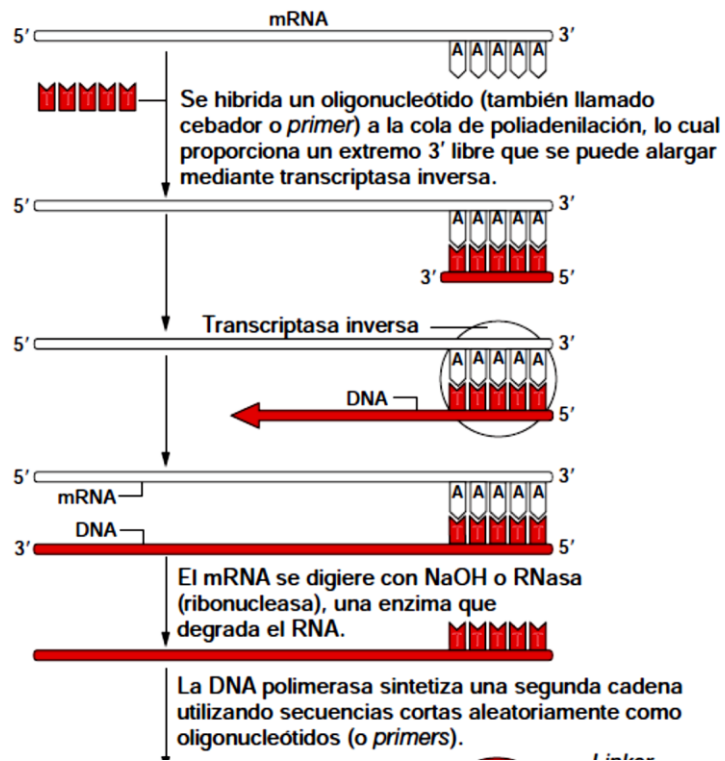 mRNA
5′ 3′
A A A A A
T T T T T
Se hibrida un oligonucleótido (también llamado
cebador o primer) a la cola de poliadenilación, lo cual
proporciona un extremo 3′ libre que se puede alargar
mediante transcriptasa inversa.
5′ 3′
A A A A A
T T T T T
3′ 5′
Transcriptasa inversa
5′ 3′
A A A A A
T T T T T
DNA
5′
5′ 3′
mRNA
A A A A A
T T T T T
DNA
3′ 5′
El mRNA se digiere con NaOH o RNasa
(ribonucleasa), una enzima que
degrada el RNA.
T T T T T
La DNA polimerasa sintetiza una segunda cadena
utilizando secuencias cortas aleatoriamente como
oligonucleótidos (o primers).